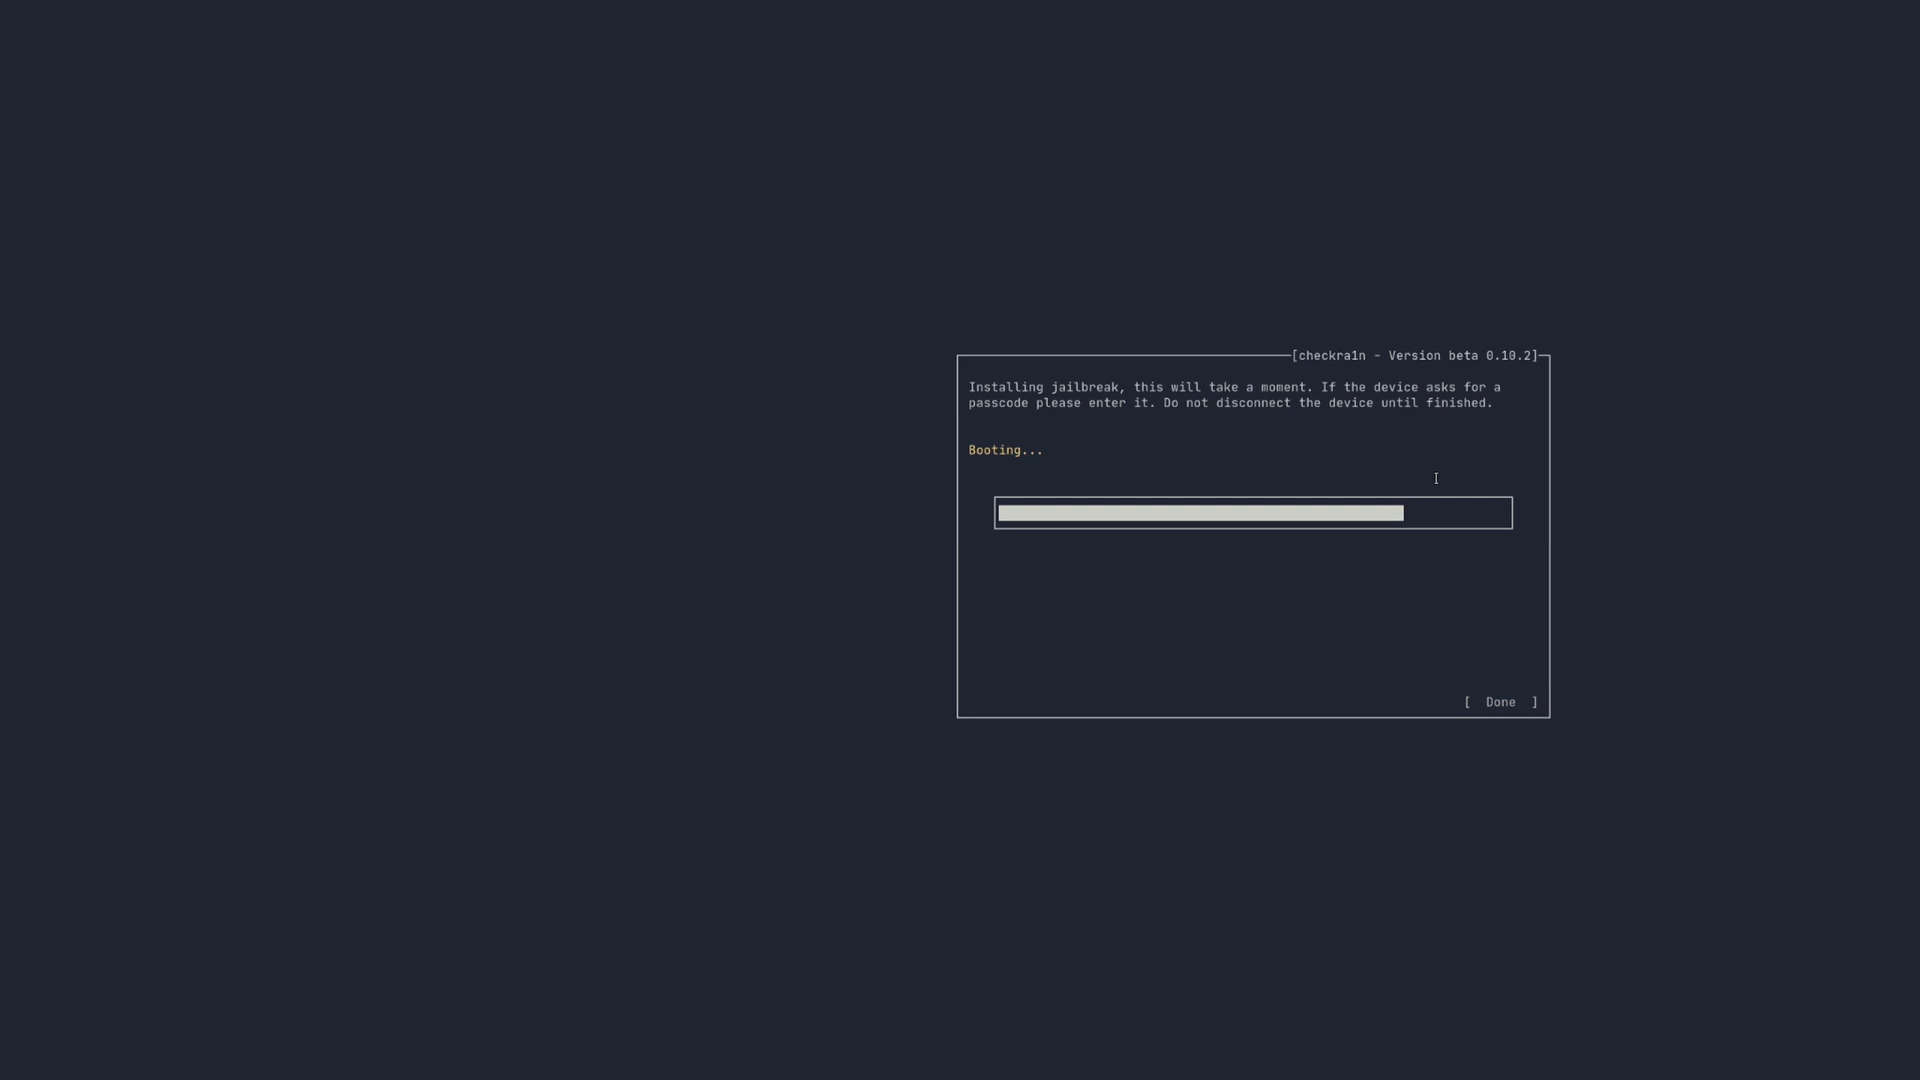 [checkra1n - Version beta 0.10.2]
Installing jailbreak, this will take a moment. If the device asks for a
passcode please enter it. Do not disconnect the device until finished.
Booting...
[  Done  ]